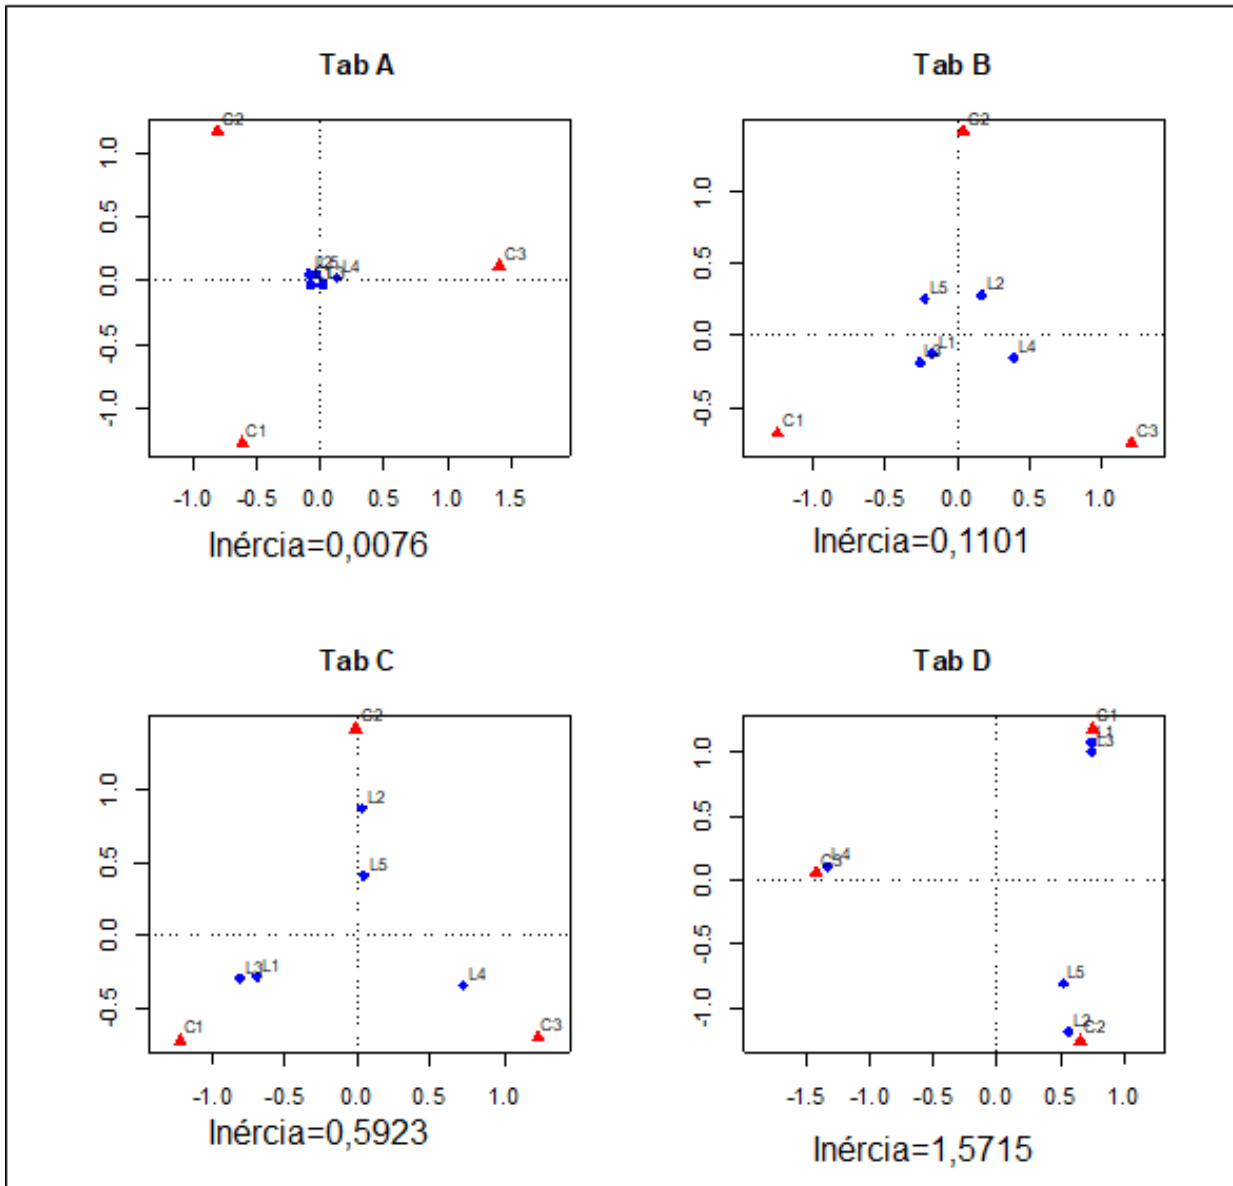 Tab A
C2
1.0
0.5
0.0
-0.5
-1.0
L4
C3
C1
-1.0 -0.5 0.0 0.5 1.0 1.5
Inércia=0,0076
Tab B
C2
1.0
0.5
0.0
-0.5
L5 L2
L3 L1 L4
C1 C3
-1.0 -0.5 0.0 0.5 1.0
Inércia=0,1101
Tab C
C2
1.0
0.5
0.0
-0.5
L2
L5
L3 L1 L4
C1 C3
-1.0 -0.5 0.0 0.5 1.0
Inércia=0,5923
Tab D
C1
L1
L3
1.0
0.5
0.0
-0.5
-1.0
L4
C3
L5
L2 C2
-1.5 -1.0 -0.5 0.0 0.5 1.0
Inércia=1,5715